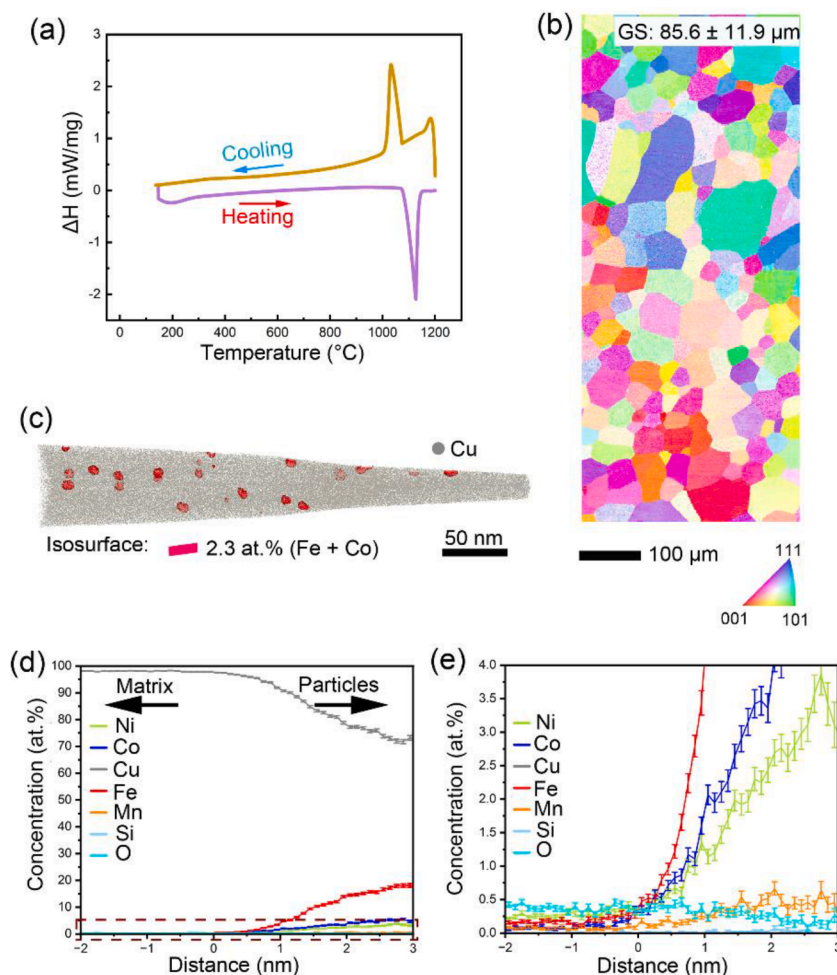 (a)
ΔH (mW/mg)
3
2
1
0
-1
-2
Cooling
Heating
0 200 400 600 800 1000 1200
Temperature (°C)
(b)
GS: 85.6 ± 11.9 µm
100 µm
111
001 101
(c)
Cu
Isosurface: 2.3 at.% (Fe + Co)
50 nm
(d)
Concentration (at.%)
100
90
80
70
60
50
40
30
20
10
0
Matrix Particles
Ni
Co
Cu
Fe
Mn
Si
O
-2 -1 0 1 2 3
Distance (nm)
(e)
Concentration (at.%)
4.0
3.5
3.0
2.5
2.0
1.5
1.0
0.5
0.0
Ni
Co
Cu
Fe
Mn
Si
O
-2 -1 0 1 2 3
Distance (nm)